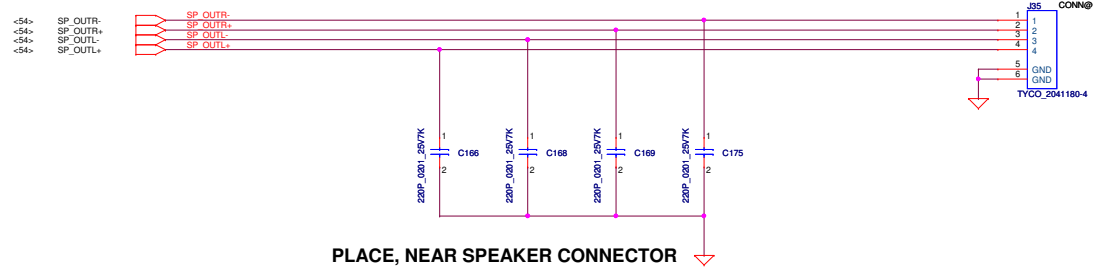 J35 CONN@
<54> SP_OUTR- SP_OUTR- 1 1
<54> SP_OUTR+ SP_OUTR+ 2 2
<54> SP_OUTL- SP_OUTL- 3 3
<54> SP_OUTL+ SP_OUTL+ 4 4
5 GND
6 GND
TYCO_2041180-4
220P_0201_25V7K 1 2 C166
220P_0201_25V7K 1 2 C168
220P_0201_25V7K 1 2 C169
220P_0201_25V7K 1 2 C175
PLACE, NEAR SPEAKER CONNECTOR